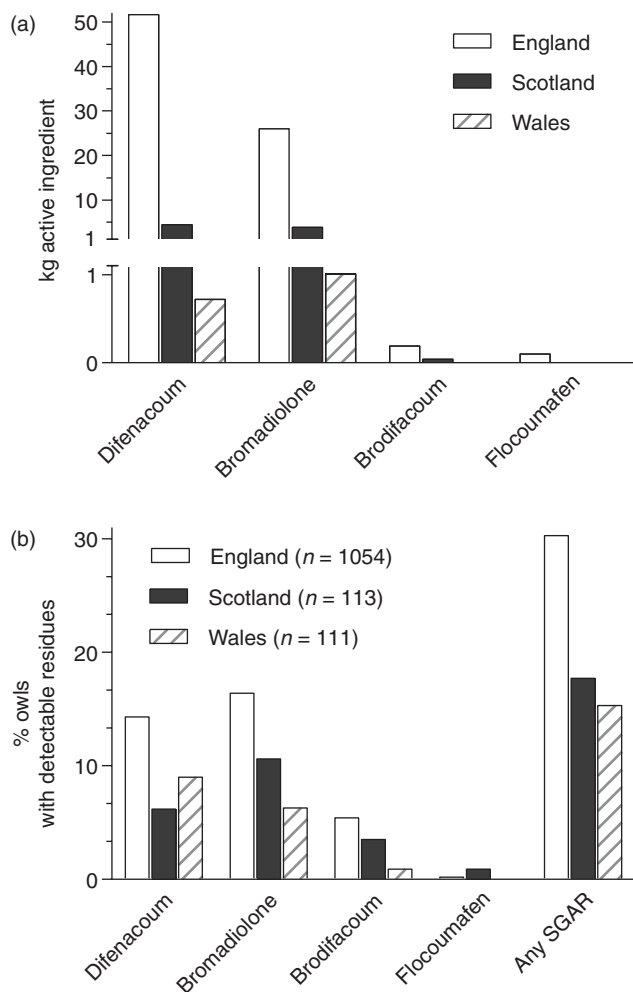 (a)
50
40
30
20
10
1
1
0
kg active ingredient
England
Scotland
Wales
Difenacoum
Bromadiolone
Brodifacoum
Flocoumafen
(b)
30
20
10
0
% owls
with detectable residues
England (n = 1054)
Scotland (n = 113)
Wales (n = 111)
Difenacoum
Bromadiolone
Brodifacoum
Flocoumafen
Any SGAR